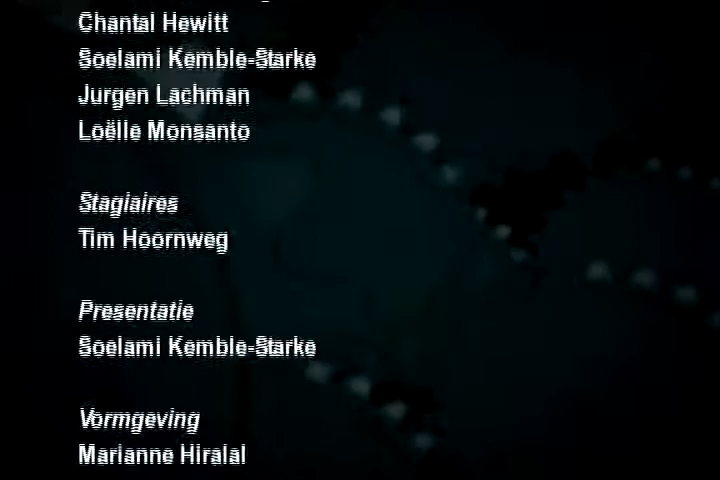 Chantal Hewitt
Soelami Kemble-Starke
Jurgen Lachman
Loëlle Monsanto
Stagiaires
Tim Hoornweg
Presentatie
Soelami Kemble-Starke
Vormgeving
Marianne Hiralal